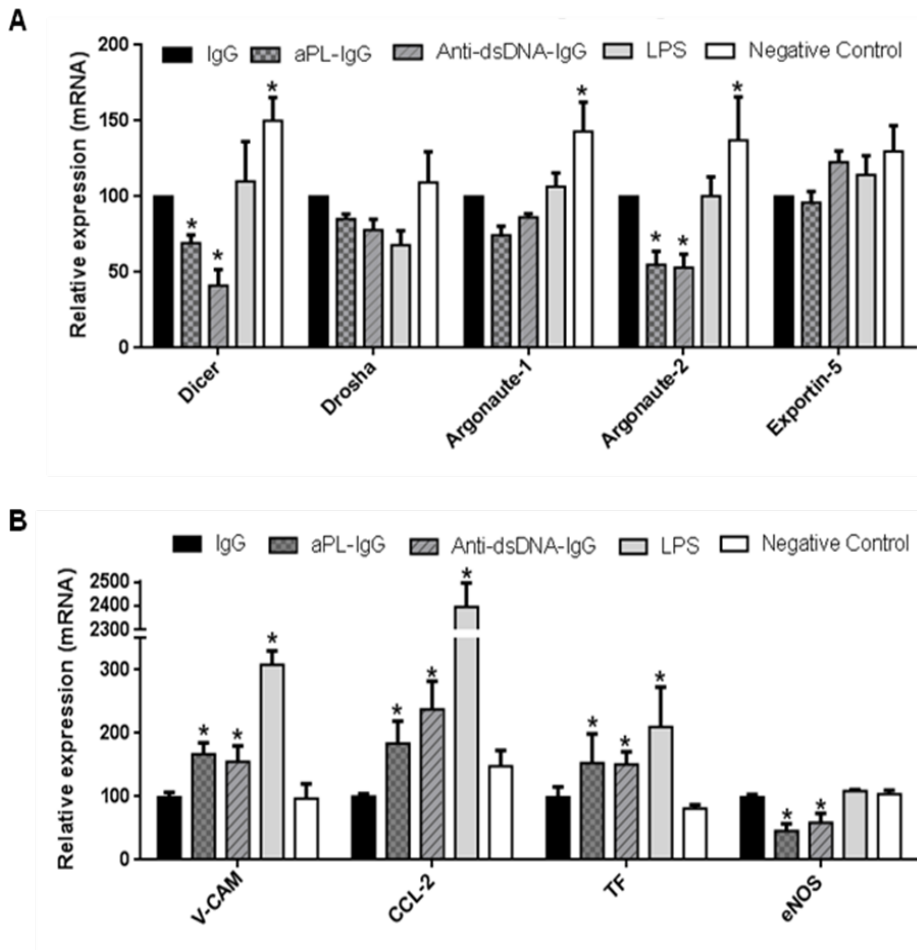 A
IgG aPL-IgG Anti-dsDNA-IgG LPS Negative Control
Relative expression (mRNA)
200
150
100
50
0
* * * * * * *
Dicer Drosha Argonaute-1 Argonaute-2 Exportin-5
B
IgG aPL-IgG Anti-dsDNA-IgG LPS Negative Control
Relative expression (mRNA)
2500
2400
2300
300
200
100
0
* * * * * * * * * * *
V-CAM CCL-2 TF eNOS